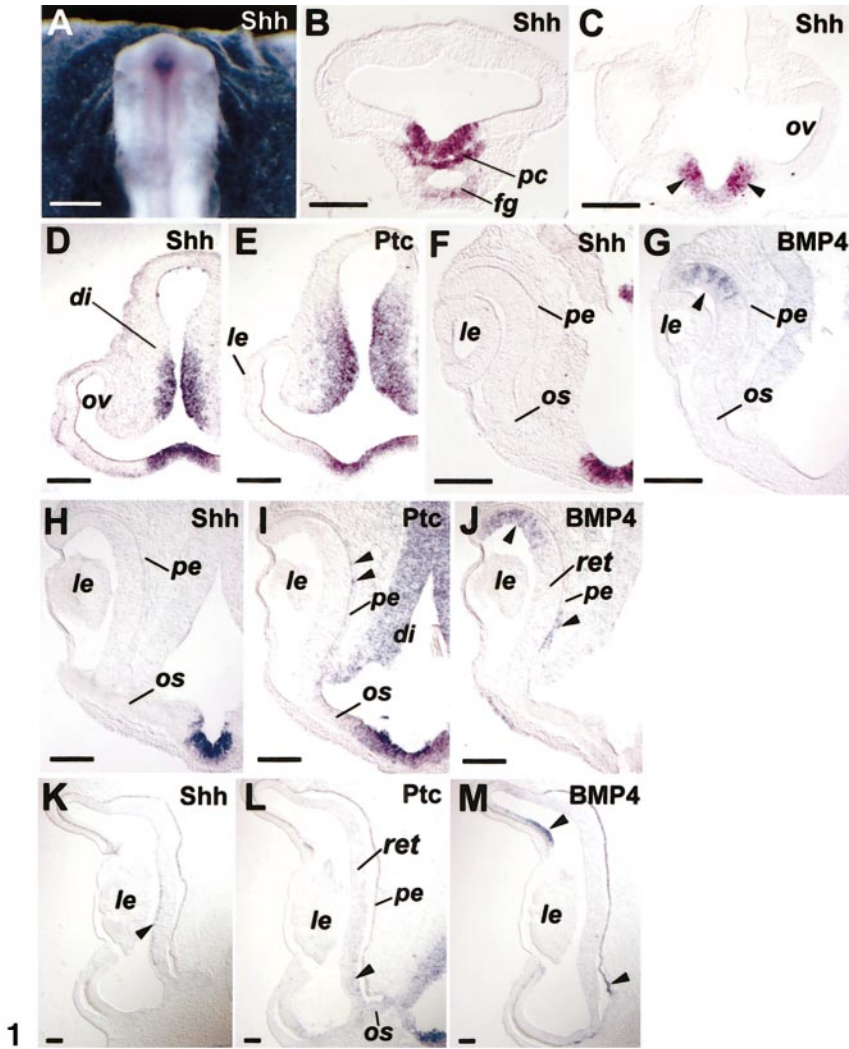 A Shh
B Shh
pc
fg
C Shh
ov
D Shh
di
ov
E Ptc
le
F Shh
le
pe
os
G BMP4
le
pe
os
H Shh
le
pe
os
I Ptc
le
pe
di
os
J BMP4
le
ret
pe
K Shh
le
L Ptc
ret
le
pe
os
M BMP4
le
1